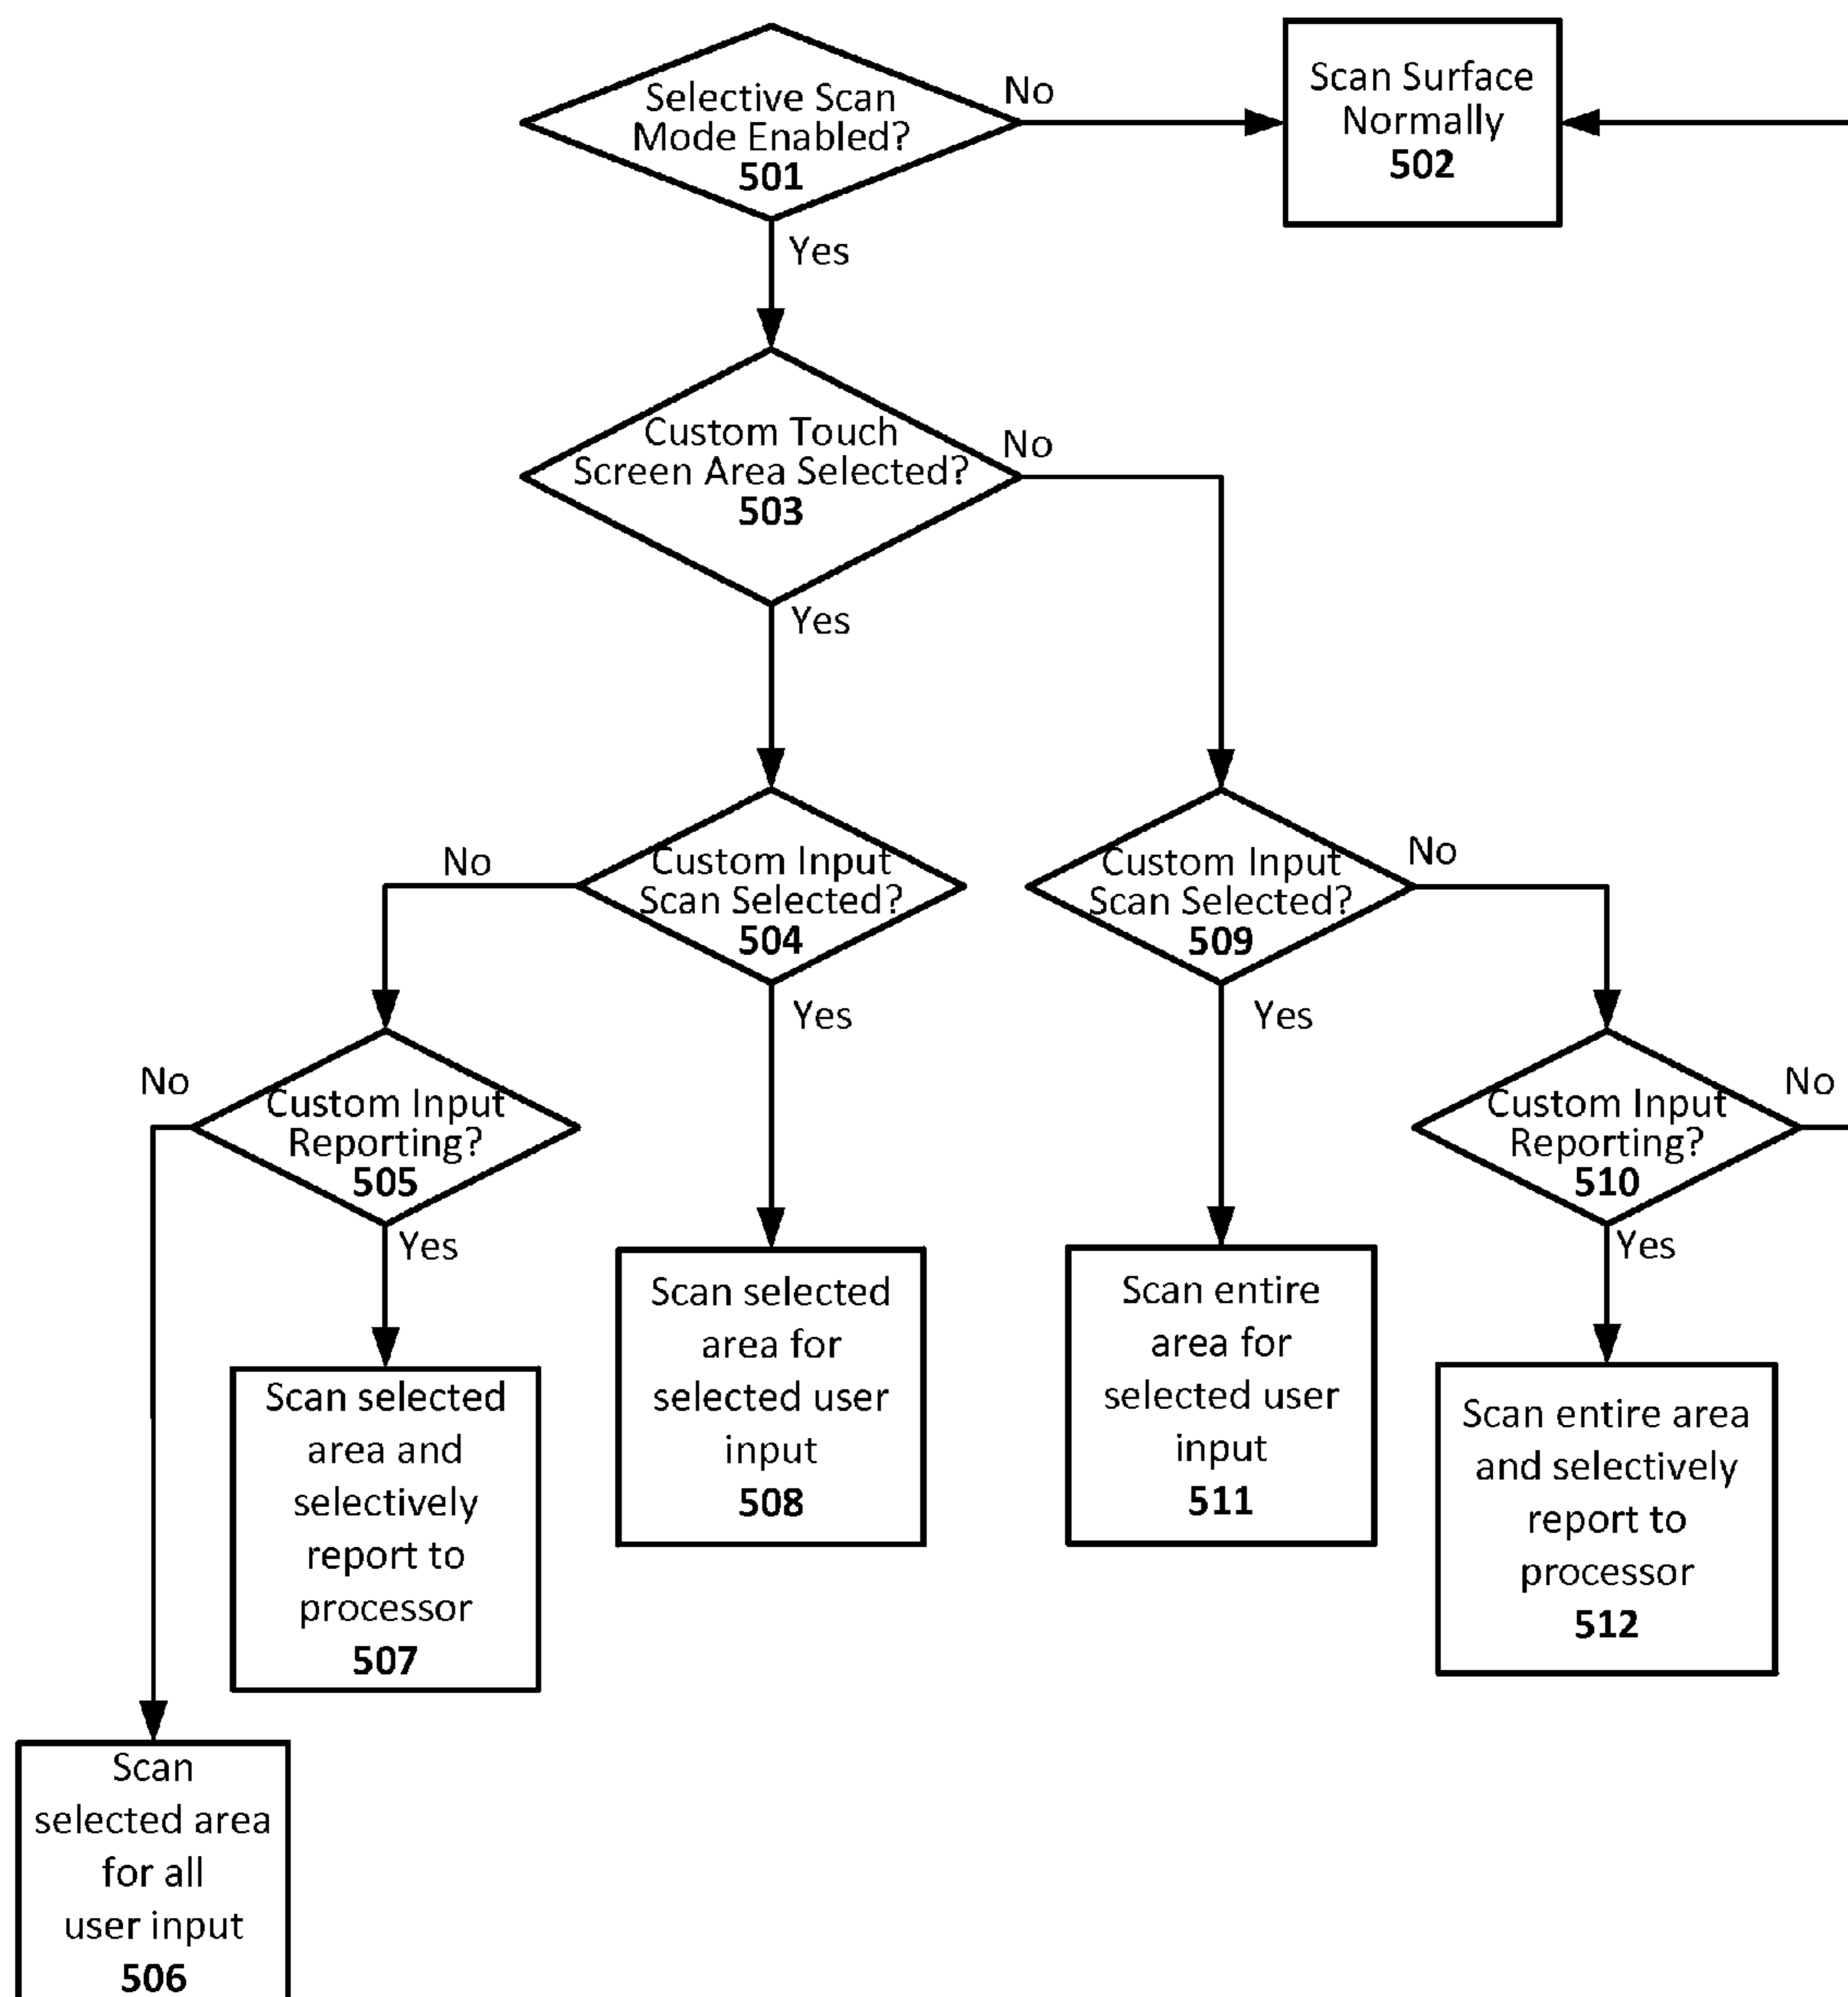 Selective Scan
Mode Enabled?
501
No
Scan Surface
Normally
502
Yes
Custom Touch
Screen Area Selected?
503
No
Yes
Custom Input
Scan Selected?
504
No
Yes
Custom Input
Scan Selected?
509
No
Yes
Custom Input
Reporting?
505
No
Yes
Custom Input
Reporting?
510
No
Yes
Scan selected
area and
selectively
report to
processor
507
Scan selected
area for
selected user
input
508
Scan entire
area for
selected user
input
511
Scan entire area
and selectively
report to
processor
512
Scan
selected area
for all
user input
506